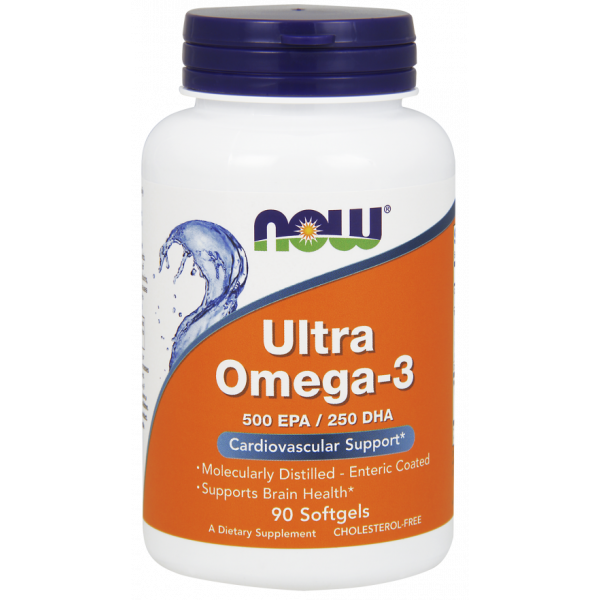 NOW®
Ultra
Omega-3
500 EPA / 250 DHA
Cardiovascular Support*
• Molecularly Distilled - Enteric Coated
• Supports Brain Health*
90 Softgels
A Dietary Supplement CHOLESTEROL-FREE